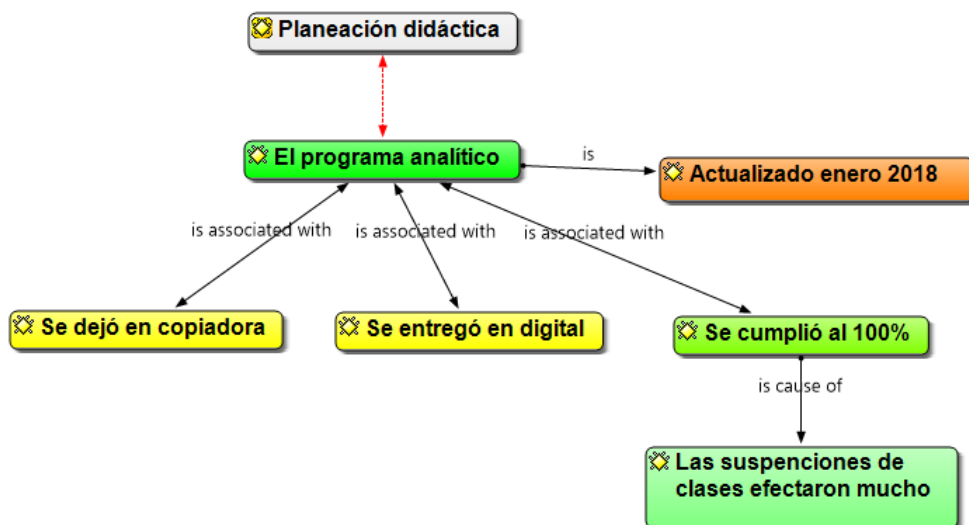 Planeación didáctica
El programa analítico
is
Actualizado enero 2018
is associated with
is associated with
is associated with
Se dejó en copiadora
Se entregó en digital
Se cumplió al 100%
is cause of
Las suspenciones de
clases efectaron mucho